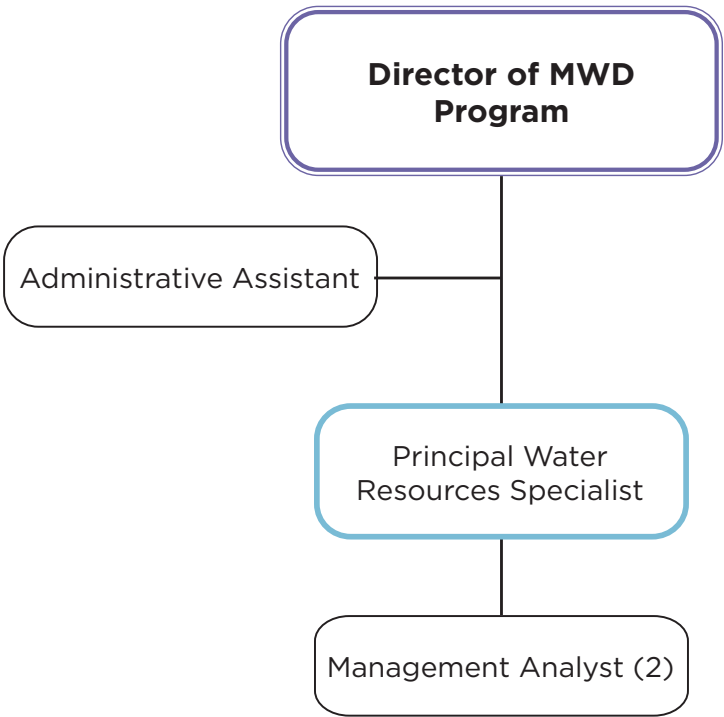 Director of MWD
Program
Administrative Assistant
Principal Water
Resources Specialist
Management Analyst (2)